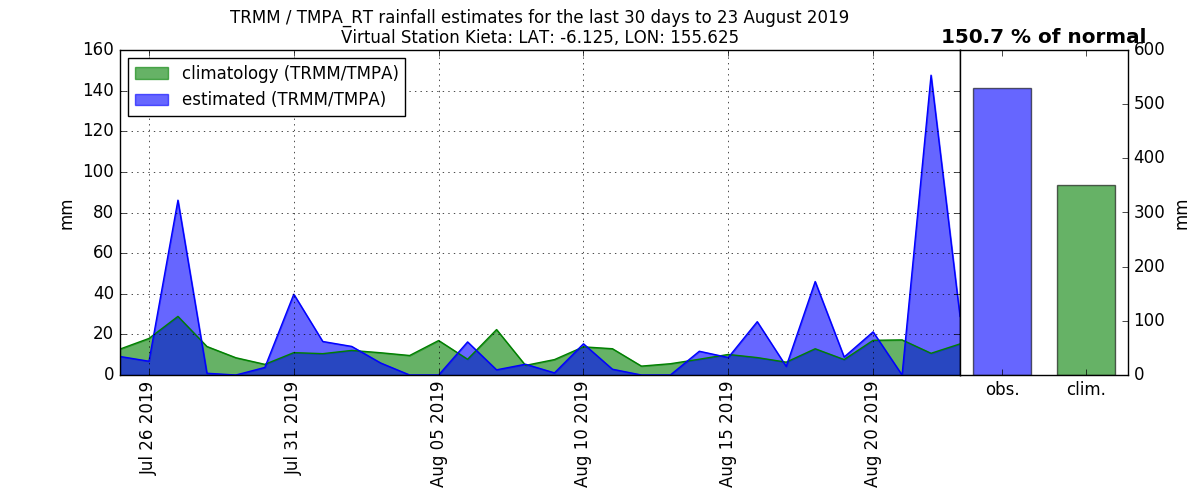 TRMM / TMPA_RT rainfall estimates for the last 30 days to 23 August 2019
Virtual Station Kieta: LAT: -6.125, LON: 155.625
150.7 % of normal
climatology (TRMM/TMPA)
estimated (TRMM/TMPA)
160
140
120
100
80
60
40
20
0
mm
Jul 26 2019
Jul 31 2019
Aug 05 2019
Aug 10 2019
Aug 15 2019
Aug 20 2019
600
500
400
300
200
100
0
mm
obs.
clim.